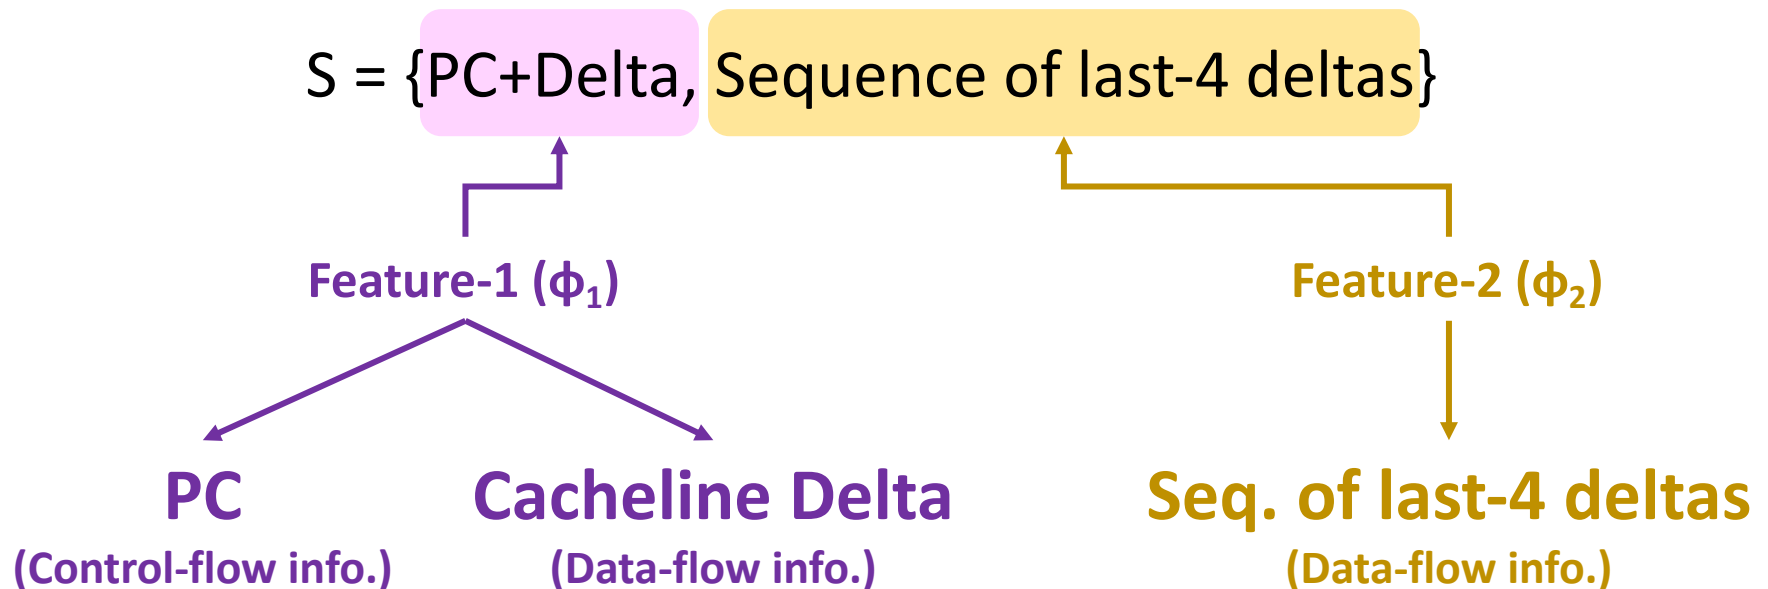 S = {PC+Delta, Sequence of last-4 deltas}
Feature-1 (ϕ₁)
Feature-2 (ϕ₂)
PC
Cacheline Delta
Seq. of last-4 deltas
(Control-flow info.)
(Data-flow info.)
(Data-flow info.)